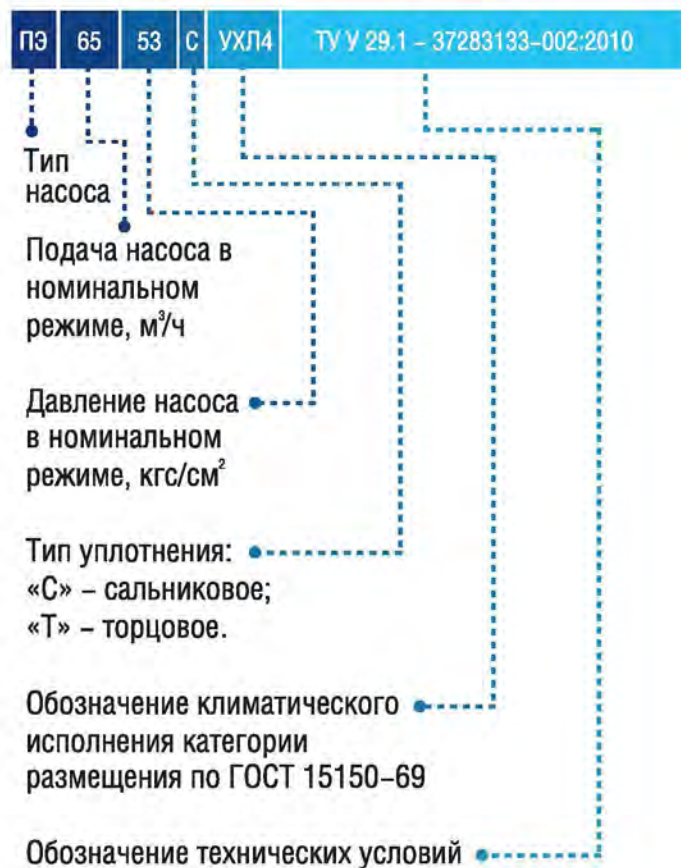 ПЭ 65 53 С УХЛ4 ТУ У 29.1 – 37283133–002:2010
Тип
насоса
Подача насоса в
номинальном
режиме, м³/ч
Давление насоса
в номинальном
режиме, кгс/см²
Тип уплотнения:
«С» – сальниковое;
«Т» – торцовое.
Обозначение климатического
исполнения категории
размещения по ГОСТ 15150–69
Обозначение технических условий